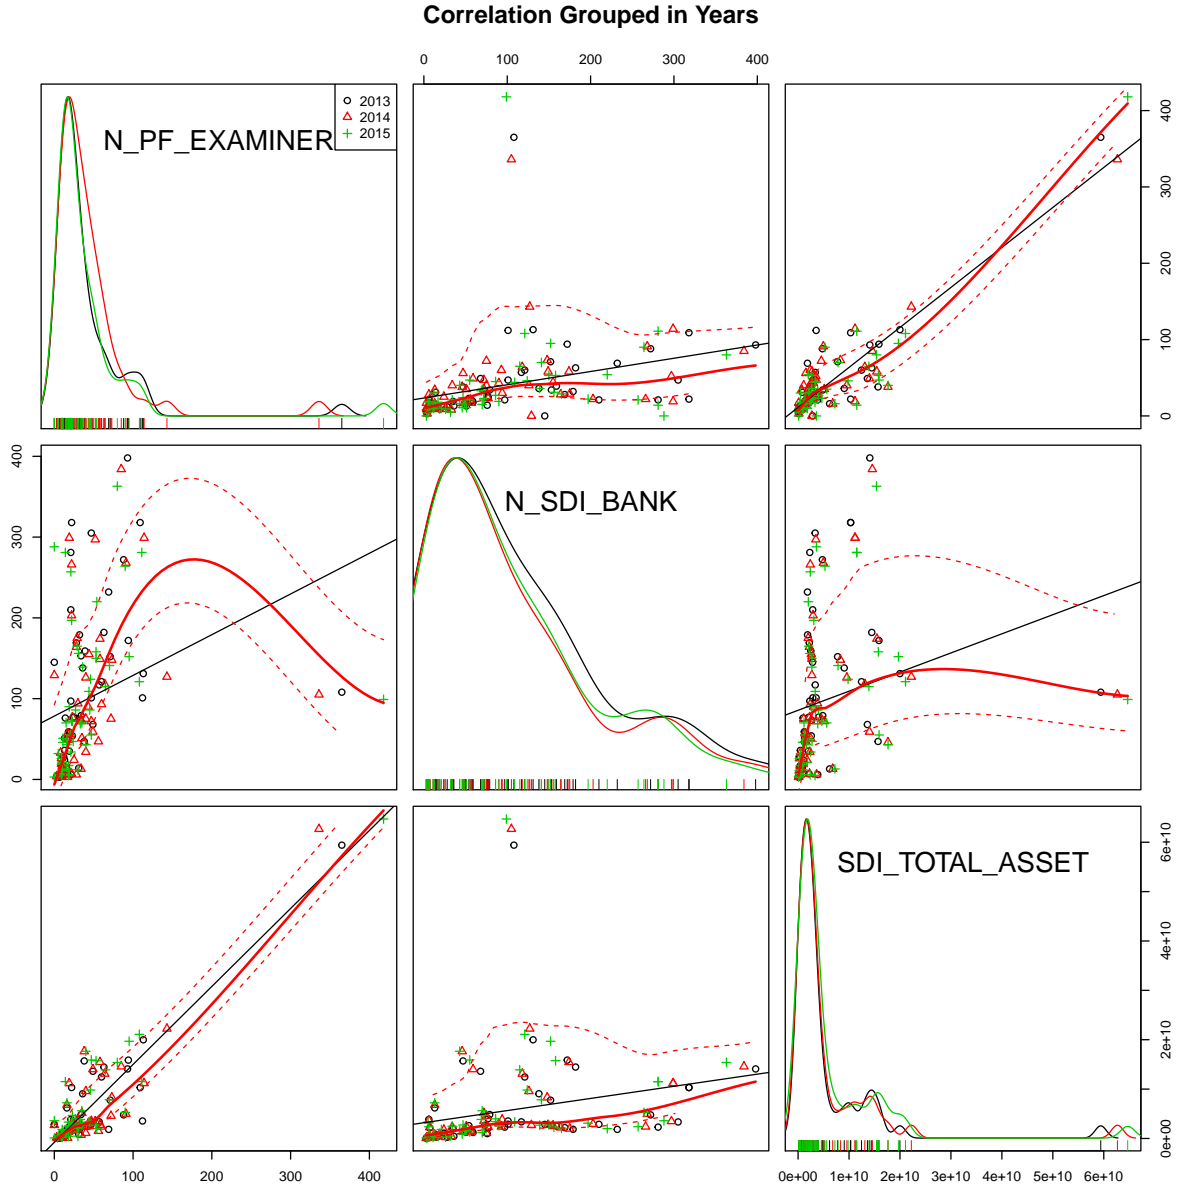 Correlation Grouped in Years
0 100 200 300 400
N_PF_EXAMINER
2013
2014
2015
0 100 200 300 400
0 100 200 300 400
N_SDI_BANK
SDI_TOTAL_ASSET
0e+00 2e+10 4e+10 6e+10
0 100 200 300 400
0e+00 1e+10 2e+10 3e+10 4e+10 5e+10 6e+10